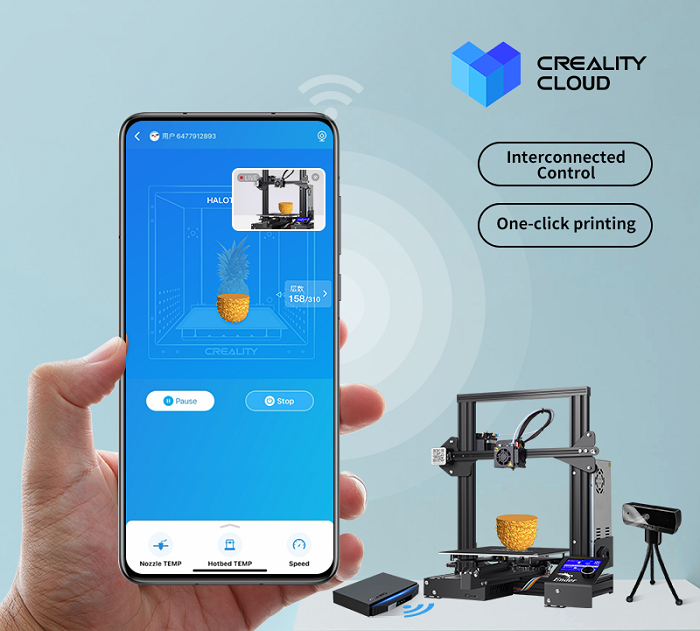 CREALITY
CLOUD
Interconnected
Control
One-click printing
用户 6477912893
HALOT
层数
158/310
CREALITY
Pause
Stop
Nozzle TEMP
Hotbed TEMP
Speed
Ender